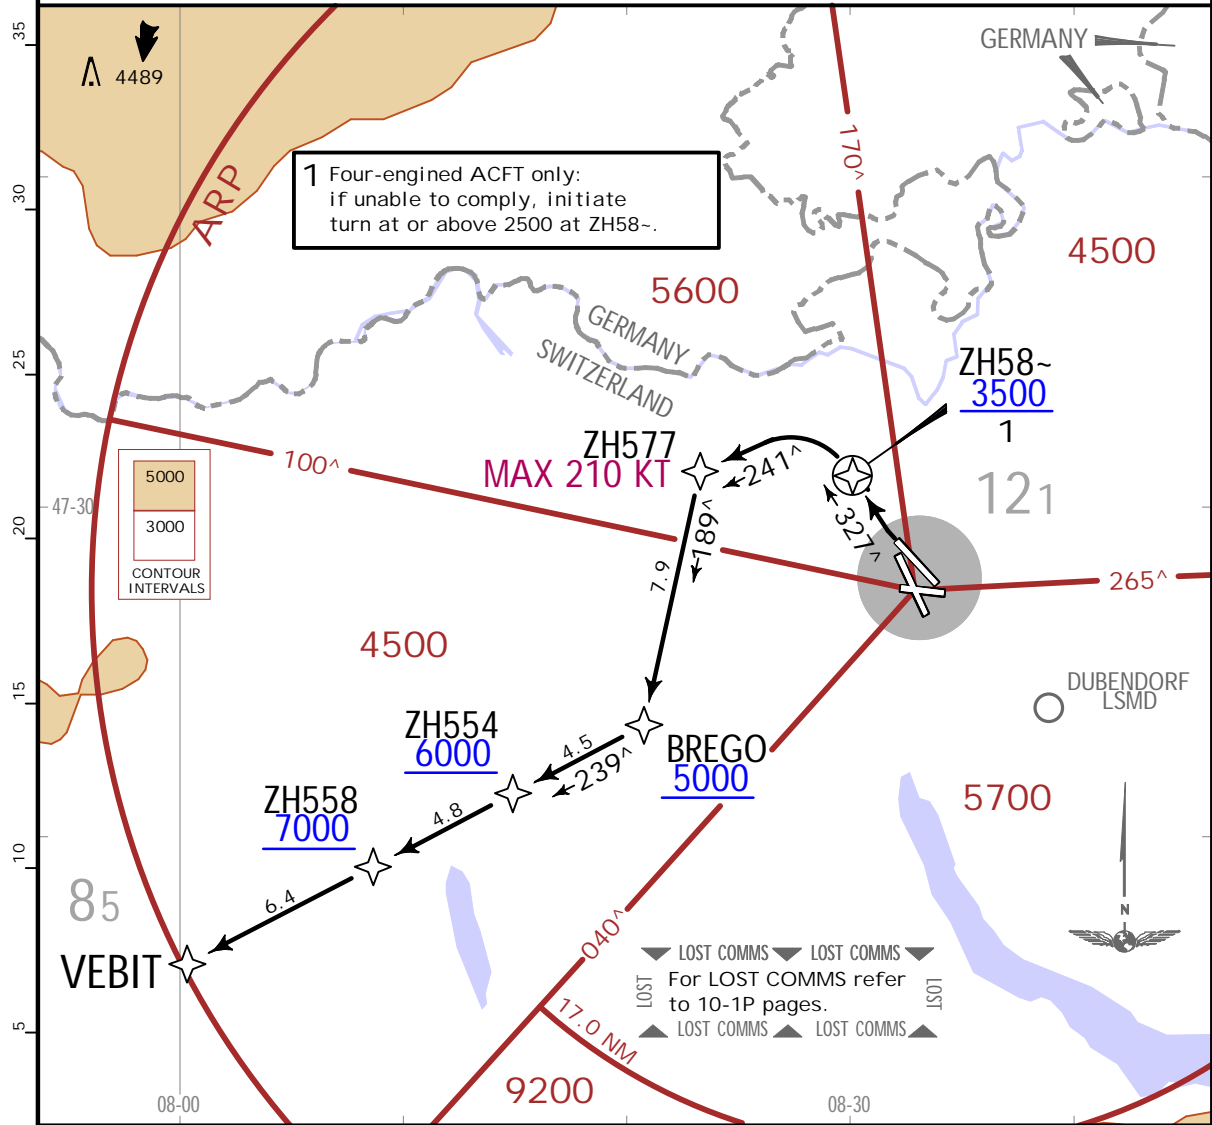 35
GERMANY
4489
170^
1 Four-engined ACFT only:
if unable to comply, initiate
turn at or above 2500 at ZH58~.
30
ARP
4500
5600
GERMANY
SWITZERLAND
25
ZH58~
3500
1
ZH577
MAX 210 KT
241^
100^
5000
3000
CONTOUR
INTERVALS
47-30
121
20
327^
189^
7.9
265^
4500
15
DUBENDORF
LSMD
ZH554
6000
4.5
239^
BREGO
5000
ZH558
7000
4.8
5700
10
85
6.4
N
040^
VEBIT
LOST COMMS LOST COMMS
LOST
For LOST COMMS refer
to 10-1P pages.
LOST
LOST COMMS LOST COMMS
5
17.0 NM
9200
08-00
08-30